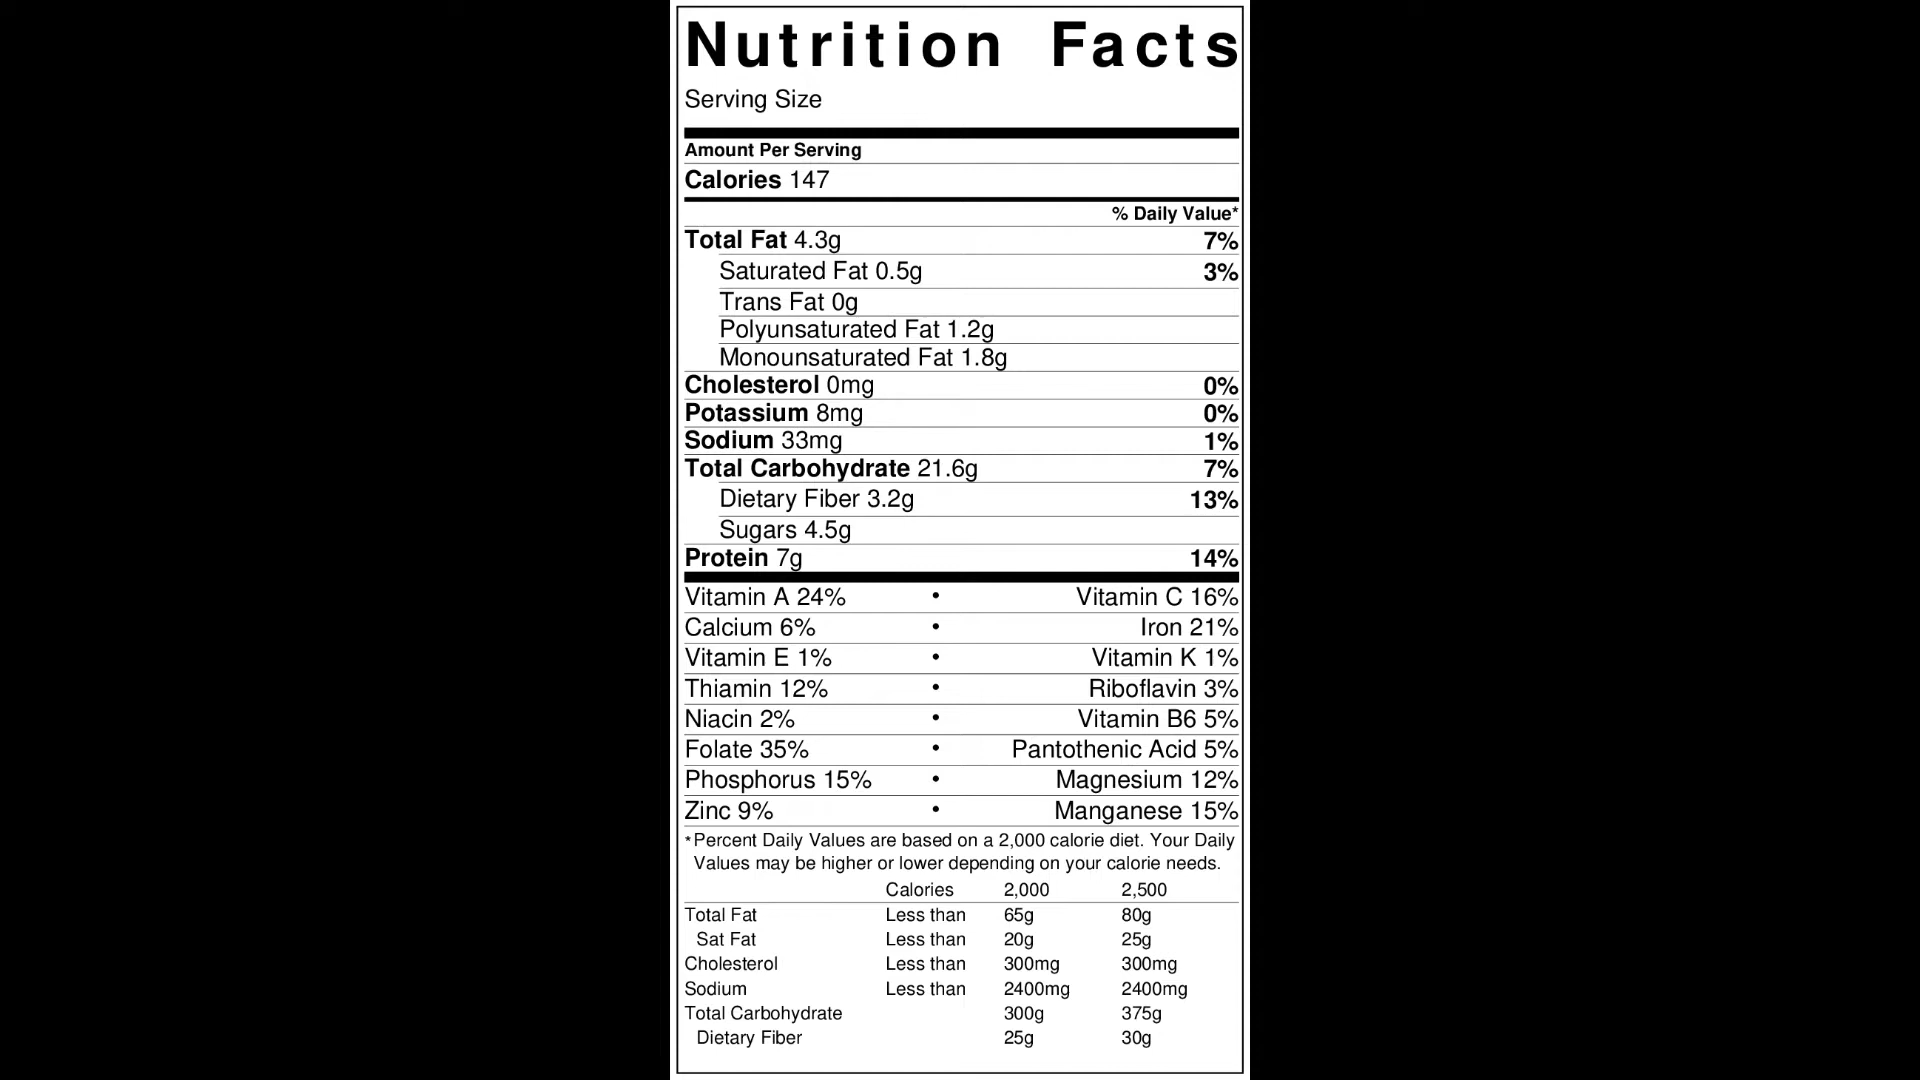 Nutrition Facts
Serving Size
Amount Per Serving
Calories 147
% Daily Value*
Total Fat 4.3g 7%
Saturated Fat 0.5g 3%
Trans Fat 0g
Polyunsaturated Fat 1.2g
Monounsaturated Fat 1.8g
Cholesterol 0mg 0%
Potassium 8mg 0%
Sodium 33mg 1%
Total Carbohydrate 21.6g 7%
Dietary Fiber 3.2g 13%
Sugars 4.5g
Protein 7g 14%
Vitamin A 24% • Vitamin C 16%
Calcium 6% • Iron 21%
Vitamin E 1% • Vitamin K 1%
Thiamin 12% • Riboflavin 3%
Niacin 2% • Vitamin B6 5%
Folate 35% • Pantothenic Acid 5%
Phosphorus 15% • Magnesium 12%
Zinc 9% • Manganese 15%
*Percent Daily Values are based on a 2,000 calorie diet. Your Daily
Values may be higher or lower depending on your calorie needs.
Calories 2,000 2,500
Total Fat Less than 65g 80g
Sat Fat Less than 20g 25g
Cholesterol Less than 300mg 300mg
Sodium Less than 2400mg 2400mg
Total Carbohydrate 300g 375g
Dietary Fiber 25g 30g